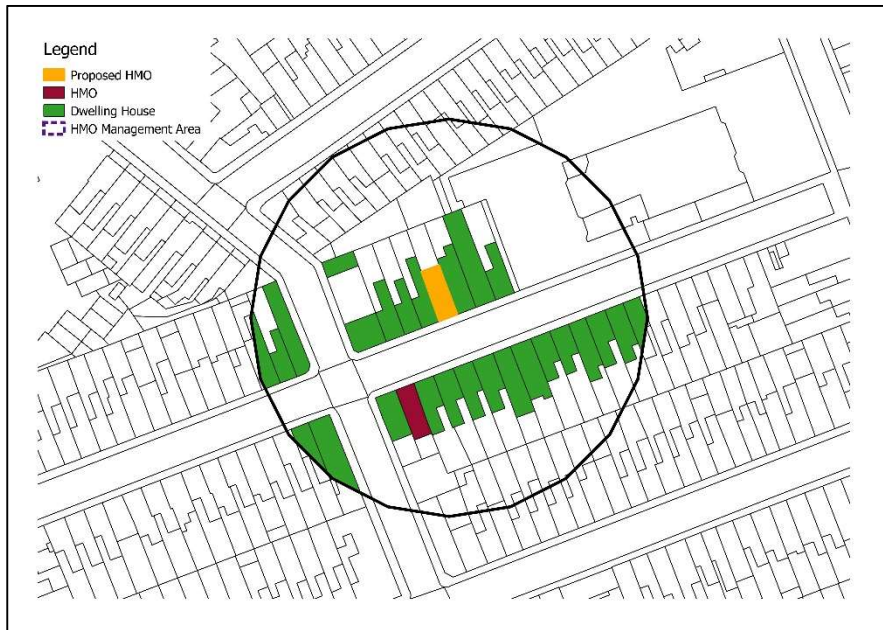 Legend
Proposed HMO
HMO
Dwelling House
HMO Management Area